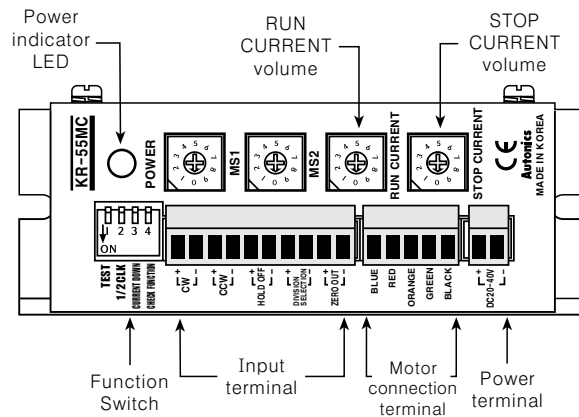 Power
indicator
LED
RUN
CURRENT
volume
STOP
CURRENT
volume
KR-55MC
POWER
MS1
MS2
RUN CURRENT
STOP CURRENT
CE
Autonics
MADE IN KOREA
1 2 3 4
ON
TEST
1/2CLK
CURRENT DOWN
CHECK FUNCTION
+ CW -
+ CCW -
+ HOLD OFF -
+ DIVISION SELECTION -
+ ZERO OUT -
BLUE
RED
ORANGE
GREEN
BLACK
+ DC20-40V -
Function
Switch
Input
terminal
Motor
connection
terminal
Power
terminal